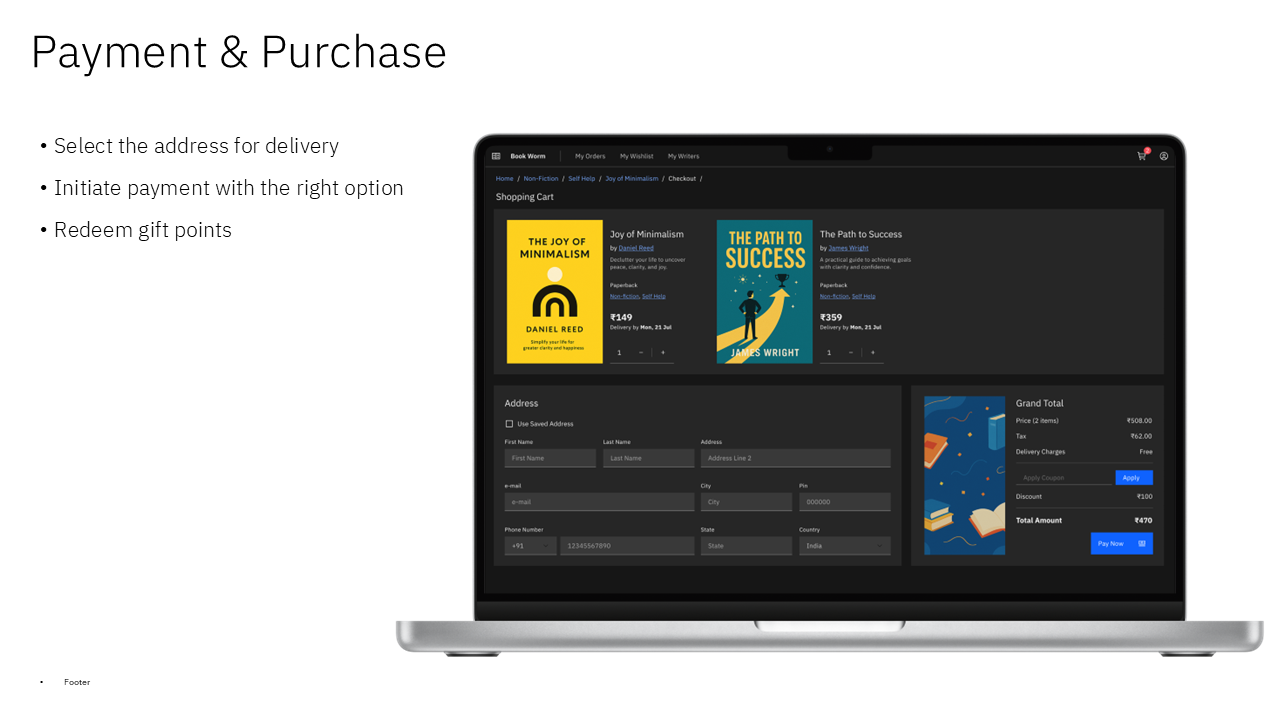 Payment & Purchase
• Select the address for delivery
• Initiate payment with the right option
• Redeem gift points
Book Worm My Orders My Wishlist My Writers 2
Home / Non-Fiction / Self Help / Joy of Minimalism / Checkout /
Shopping Cart
THE JOY OF
MINIMALISM
DANIEL REED
Simplify your life for
greater clarity and happiness
Joy of Minimalism
by Daniel Reed
Declutter your life to uncover
peace, clarity, and joy.
Paperback
Non-fiction, Self Help
₹149
Delivery by Mon, 21 Jul
1 − +
THE PATH TO
SUCCESS
JAMES WRIGHT
The Path to Success
by James Wright
A practical guide to achieving goals
with clarity and confidence.
Paperback
Non-fiction, Self Help
₹359
Delivery by Mon, 21 Jul
1 − +
Address
Use Saved Address
First Name Last Name Address
First Name Last Name Address Line 2
e-mail City Pin
e-mail City 000000
Phone Number State Country
+91 12345567890 State India
Grand Total
Price (2 items) ₹508.00
Tax ₹62.00
Delivery Charges Free
Apply Coupon Apply
Discount ₹100
Total Amount ₹470
Pay Now
• Footer